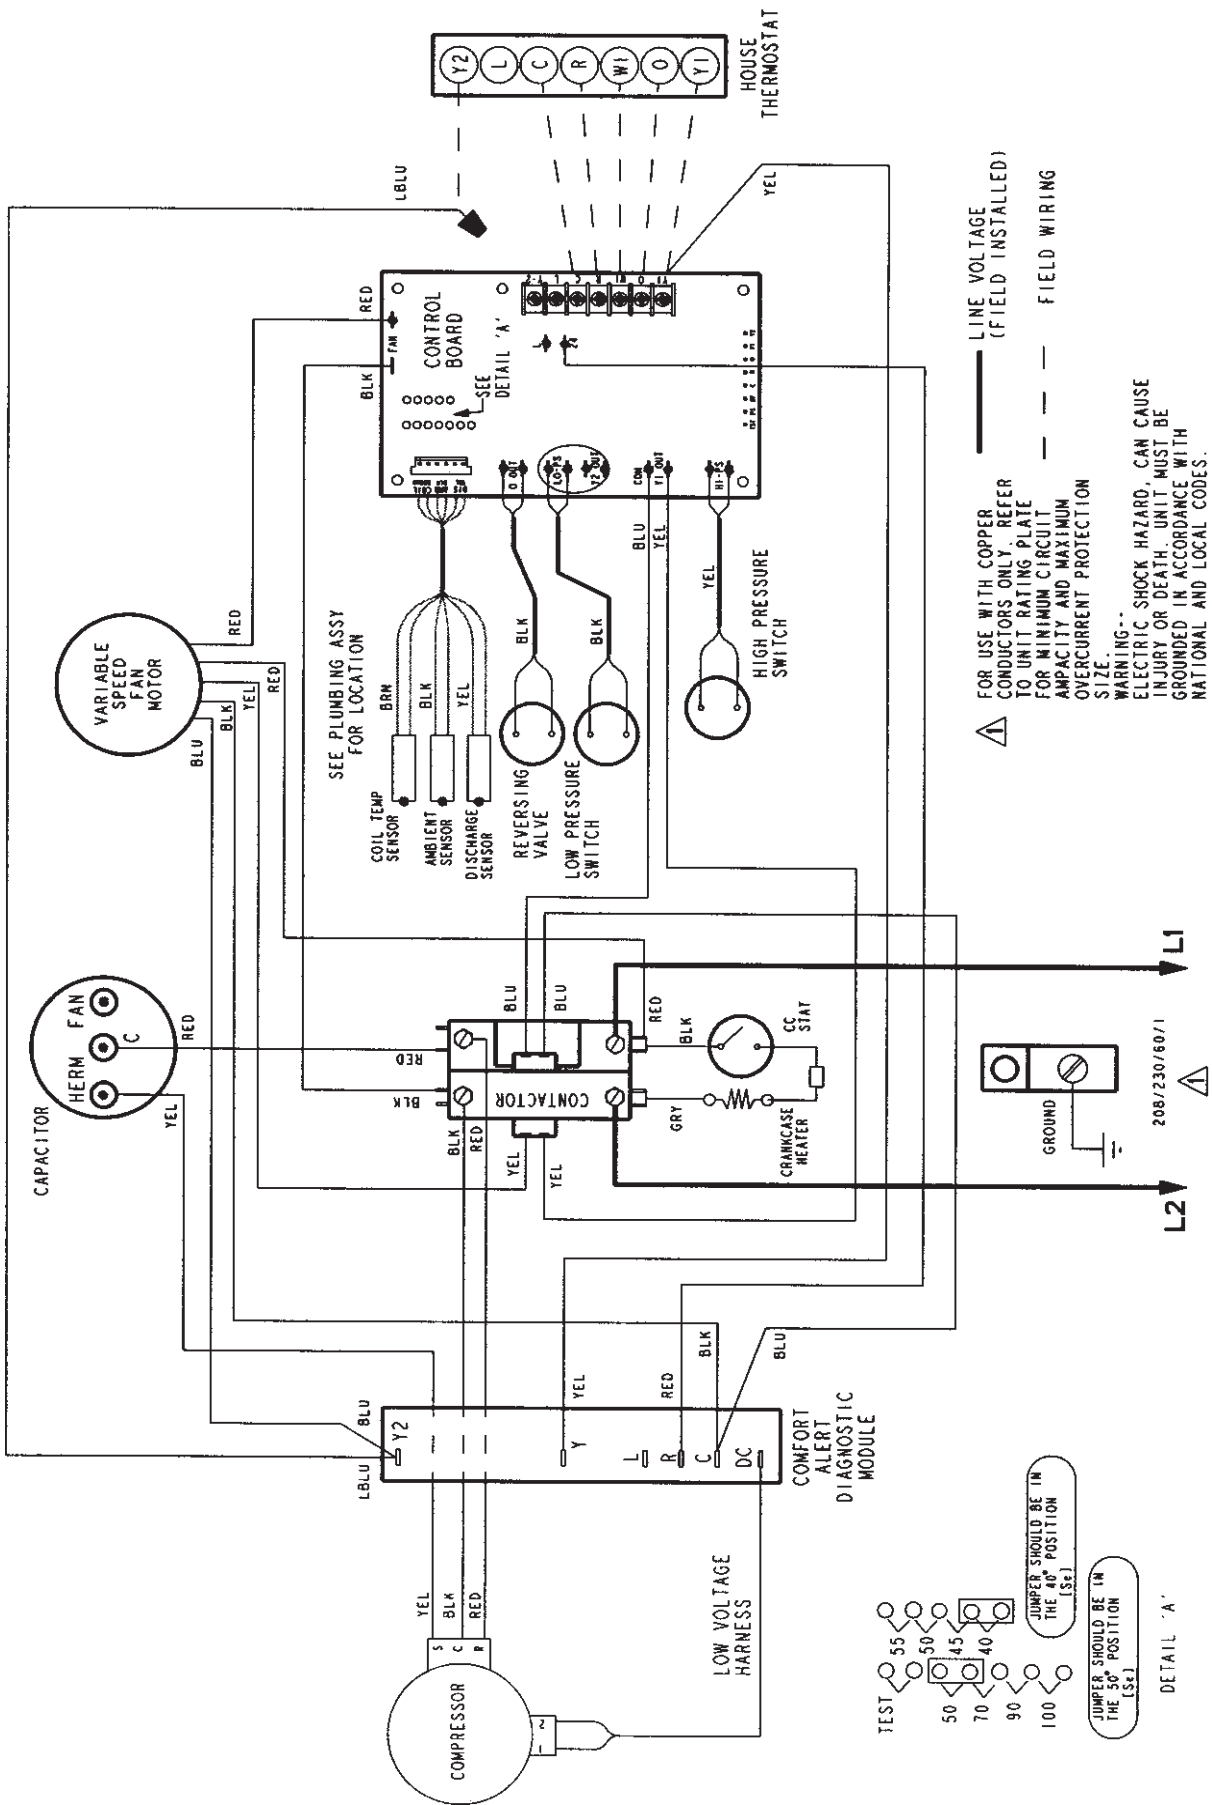 CAPACITOR
HERM
FAN
C
YEL
RED
VARIABLE
SPEED
FAN
MOTOR
BLU
BLK
YEL
RED
RED
LBLU
Y2
L
C
R
W1
O
Y1
HOUSE
THERMOSTAT
YEL
CONTROL
BOARD
FAN
BLK
RED
SEE
DETAIL 'A'
Y-2
L
C
R
W1
O
Y1
L
24
O OUT
LO-PS
Y2 OUT
COM
Y1 OUT
HI-PS
SEE PLUMBING ASSY
FOR LOCATION
BRN
BLK
YEL
COIL TEMP
SENSOR
AMBIENT
SENSOR
DISCHARGE
SENSOR
REVERSING
VALVE
BLK
LOW PRESSURE
SWITCH
BLK
BLU
YEL
YEL
HIGH PRESSURE
SWITCH
CONTACTOR
RED
BLK
BLK
RED
YEL
YEL
BLU
BLU
RED
BLK
GRY
CC
STAT
CRANKCASE
HEATER
L1
L2
GROUND
208/230/60/1
1
LBLU
BLU
Y2
Y
L
R
C
DC
YEL
RED
BLK
BLU
COMFORT
ALERT
DIAGNOSTIC
MODULE
COMPRESSOR
S
C
R
YEL
BLK
RED
1
2
LOW VOLTAGE
HARNESS
TEST
50
70
90
100
55
50
45
40
JUMPER SHOULD BE IN
THE 40° POSITION
[Se]
JUMPER SHOULD BE IN
THE 50° POSITION
[Se]
DETAIL 'A'
LINE VOLTAGE
(FIELD INSTALLED)
FIELD WIRING
1
FOR USE WITH COPPER
CONDUCTORS ONLY. REFER
TO UNIT RATING PLATE
FOR MINIMUM CIRCUIT
AMPACITY AND MAXIMUM
OVERCURRENT PROTECTION
SIZE.
WARNING--
ELECTRIC SHOCK HAZARD, CAN CAUSE
INJURY OR DEATH. UNIT MUST BE
GROUNDED IN ACCORDANCE WITH
NATIONAL AND LOCAL CODES.